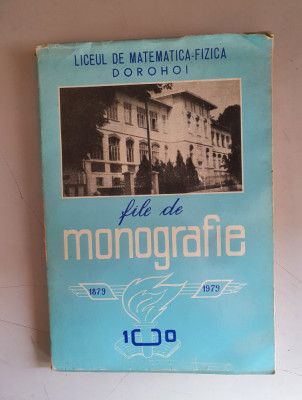 LICEUL DE MATEMATICA-FIZICA
DOROHOI
file de
monografie
1879 1979
100